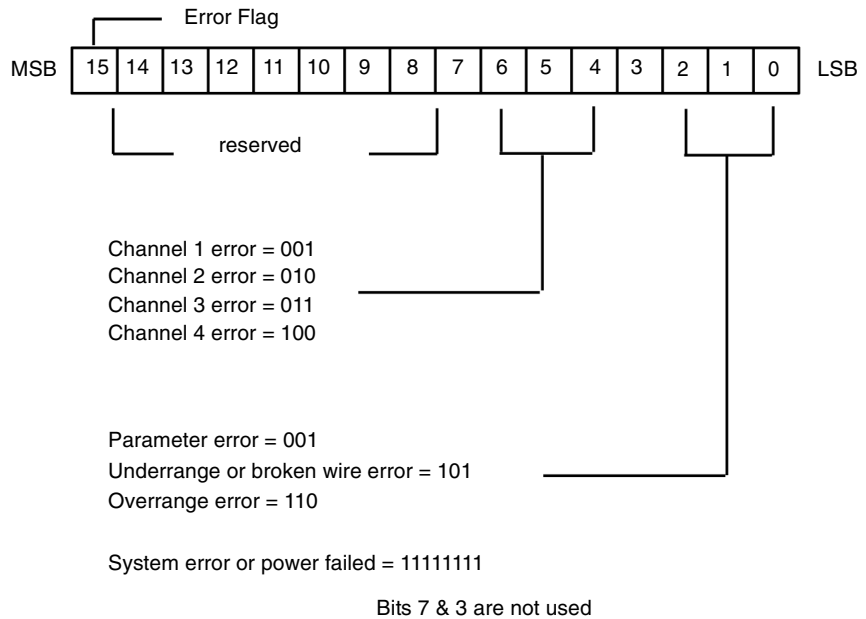 Error Flag
MSB 15 14 13 12 11 10 9 8 7 6 5 4 3 2 1 0 LSB
reserved
Channel 1 error = 001
Channel 2 error = 010
Channel 3 error = 011
Channel 4 error = 100
Parameter error = 001
Underrange or broken wire error = 101
Overrange error = 110
System error or power failed = 11111111
Bits 7 & 3 are not used